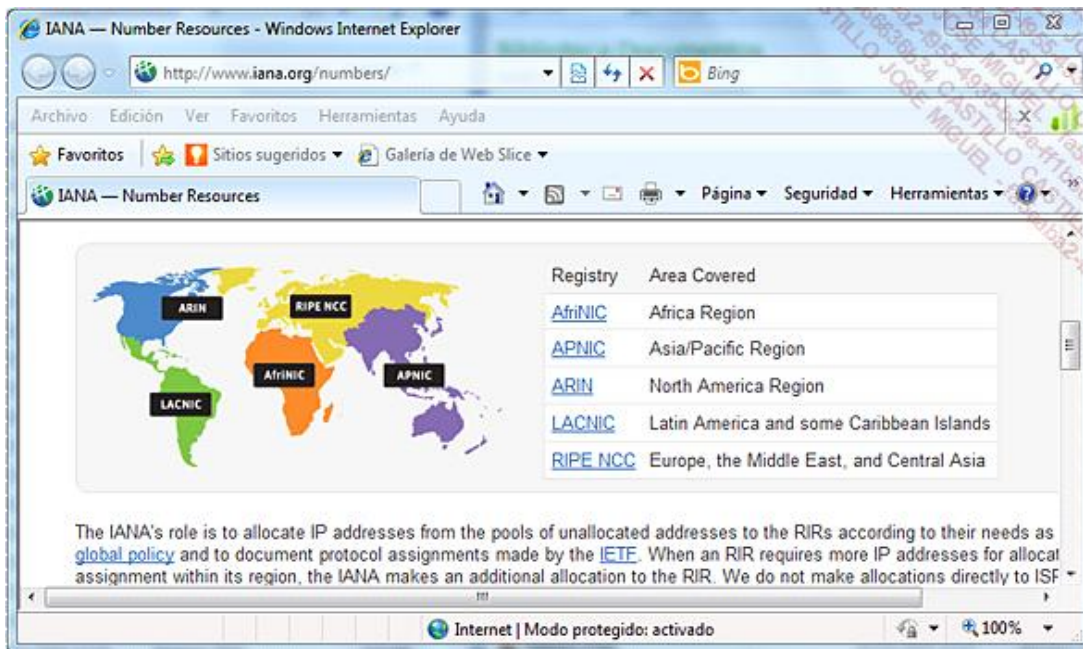 IANA — Number Resources - Windows Internet Explorer
http://www.iana.org/numbers/
Bing
Archivo Edición Ver Favoritos Herramientas Ayuda
Favoritos Sitios sugeridos Galería de Web Slice
IANA — Number Resources Página Seguridad Herramientas
Registry Area Covered
ARIN
RIPE NCC
AfriNIC
APNIC
LACNIC
AfriNIC Africa Region
APNIC Asia/Pacific Region
ARIN North America Region
LACNIC Latin America and some Caribbean Islands
RIPE NCC Europe, the Middle East, and Central Asia
The IANA's role is to allocate IP addresses from the pools of unallocated addresses to the RIRs according to their needs as
global policy and to document protocol assignments made by the IETF. When an RIR requires more IP addresses for allocat
assignment within its region, the IANA makes an additional allocation to the RIR. We do not make allocations directly to ISP
Internet | Modo protegido: activado 100%
JOSE MIGUEL
CASTILLO
CASTILLO JOSE
MIGUEL